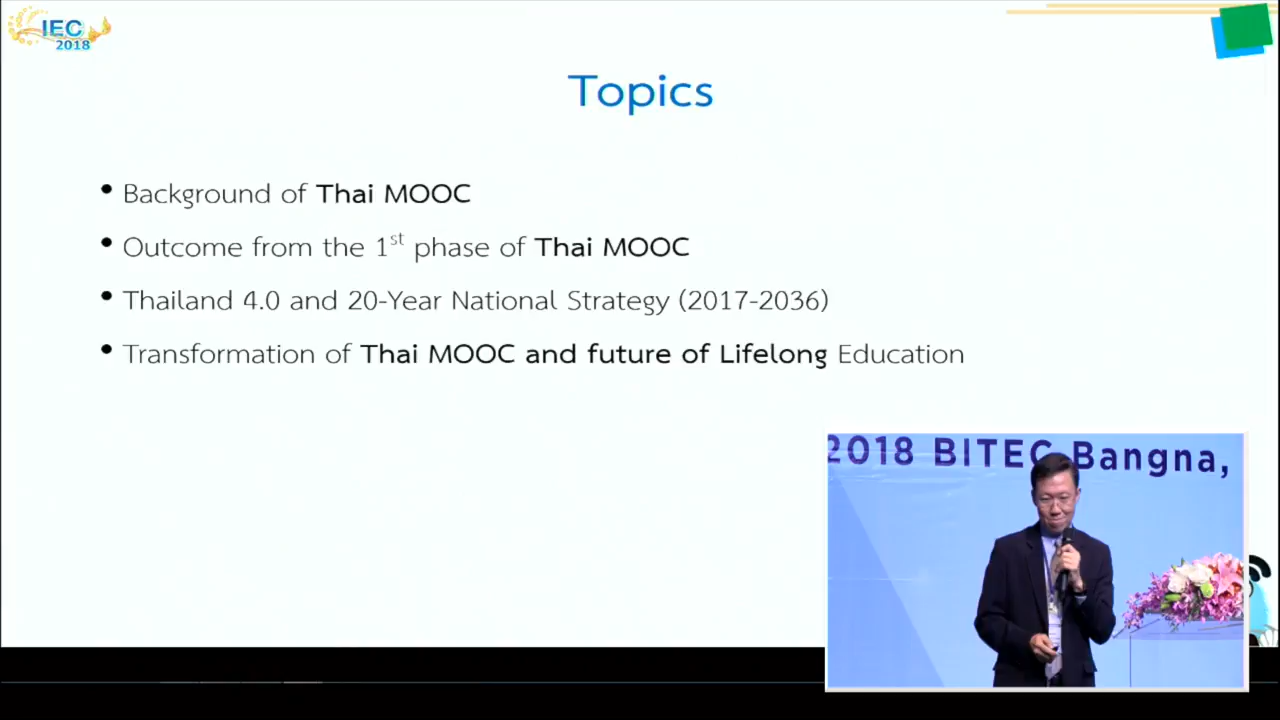 IEC
2018
Topics
• Background of Thai MOOC
• Outcome from the 1st phase of Thai MOOC
• Thailand 4.0 and 20-Year National Strategy (2017-2036)
• Transformation of Thai MOOC and future of Lifelong Education
2018 BITEC Bangna,